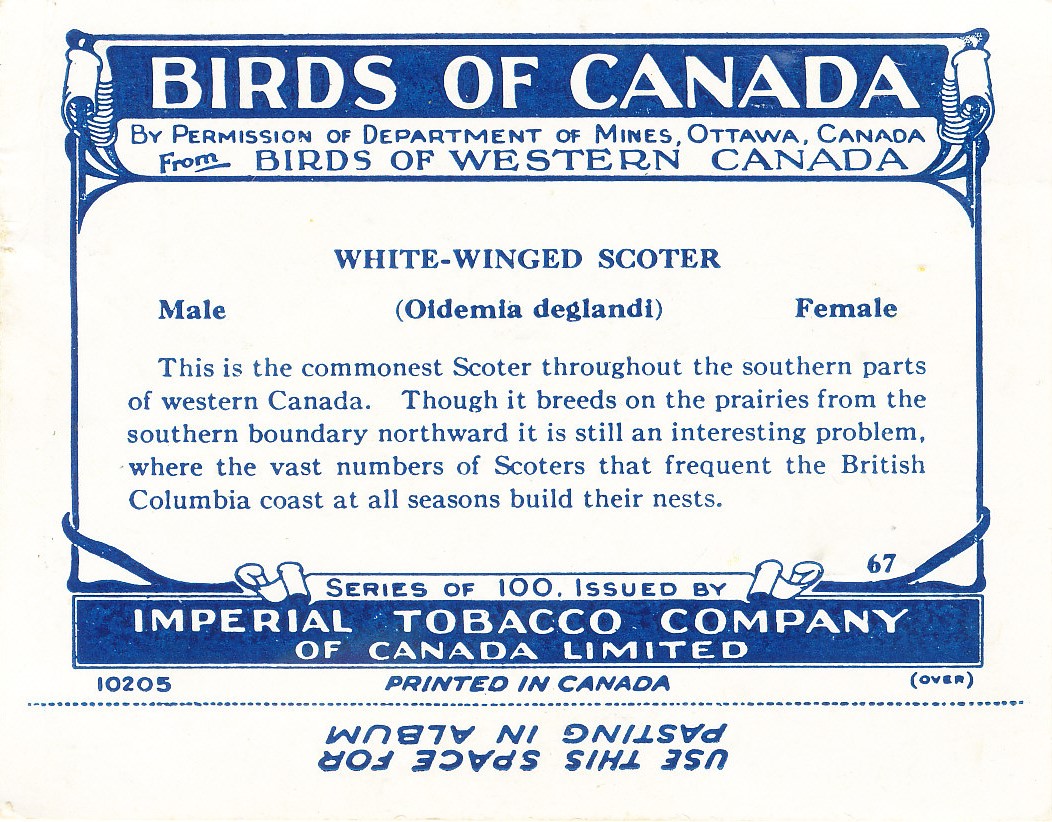 BIRDS OF CANADA
BY PERMISSION OF DEPARTMENT OF MINES, OTTAWA, CANADA
From BIRDS OF WESTERN CANADA
WHITE-WINGED SCOTER
Male (Oidemia deglandi) Female
This is the commonest Scoter throughout the southern parts
of western Canada. Though it breeds on the prairies from the
southern boundary northward it is still an interesting problem,
where the vast numbers of Scoters that frequent the British
Columbia coast at all seasons build their nests.
67
SERIES OF 100. ISSUED BY
IMPERIAL TOBACCO COMPANY
OF CANADA LIMITED
10205 PRINTED IN CANADA (OVER)
USE THIS SPACE FOR
PASTING IN ALBUM